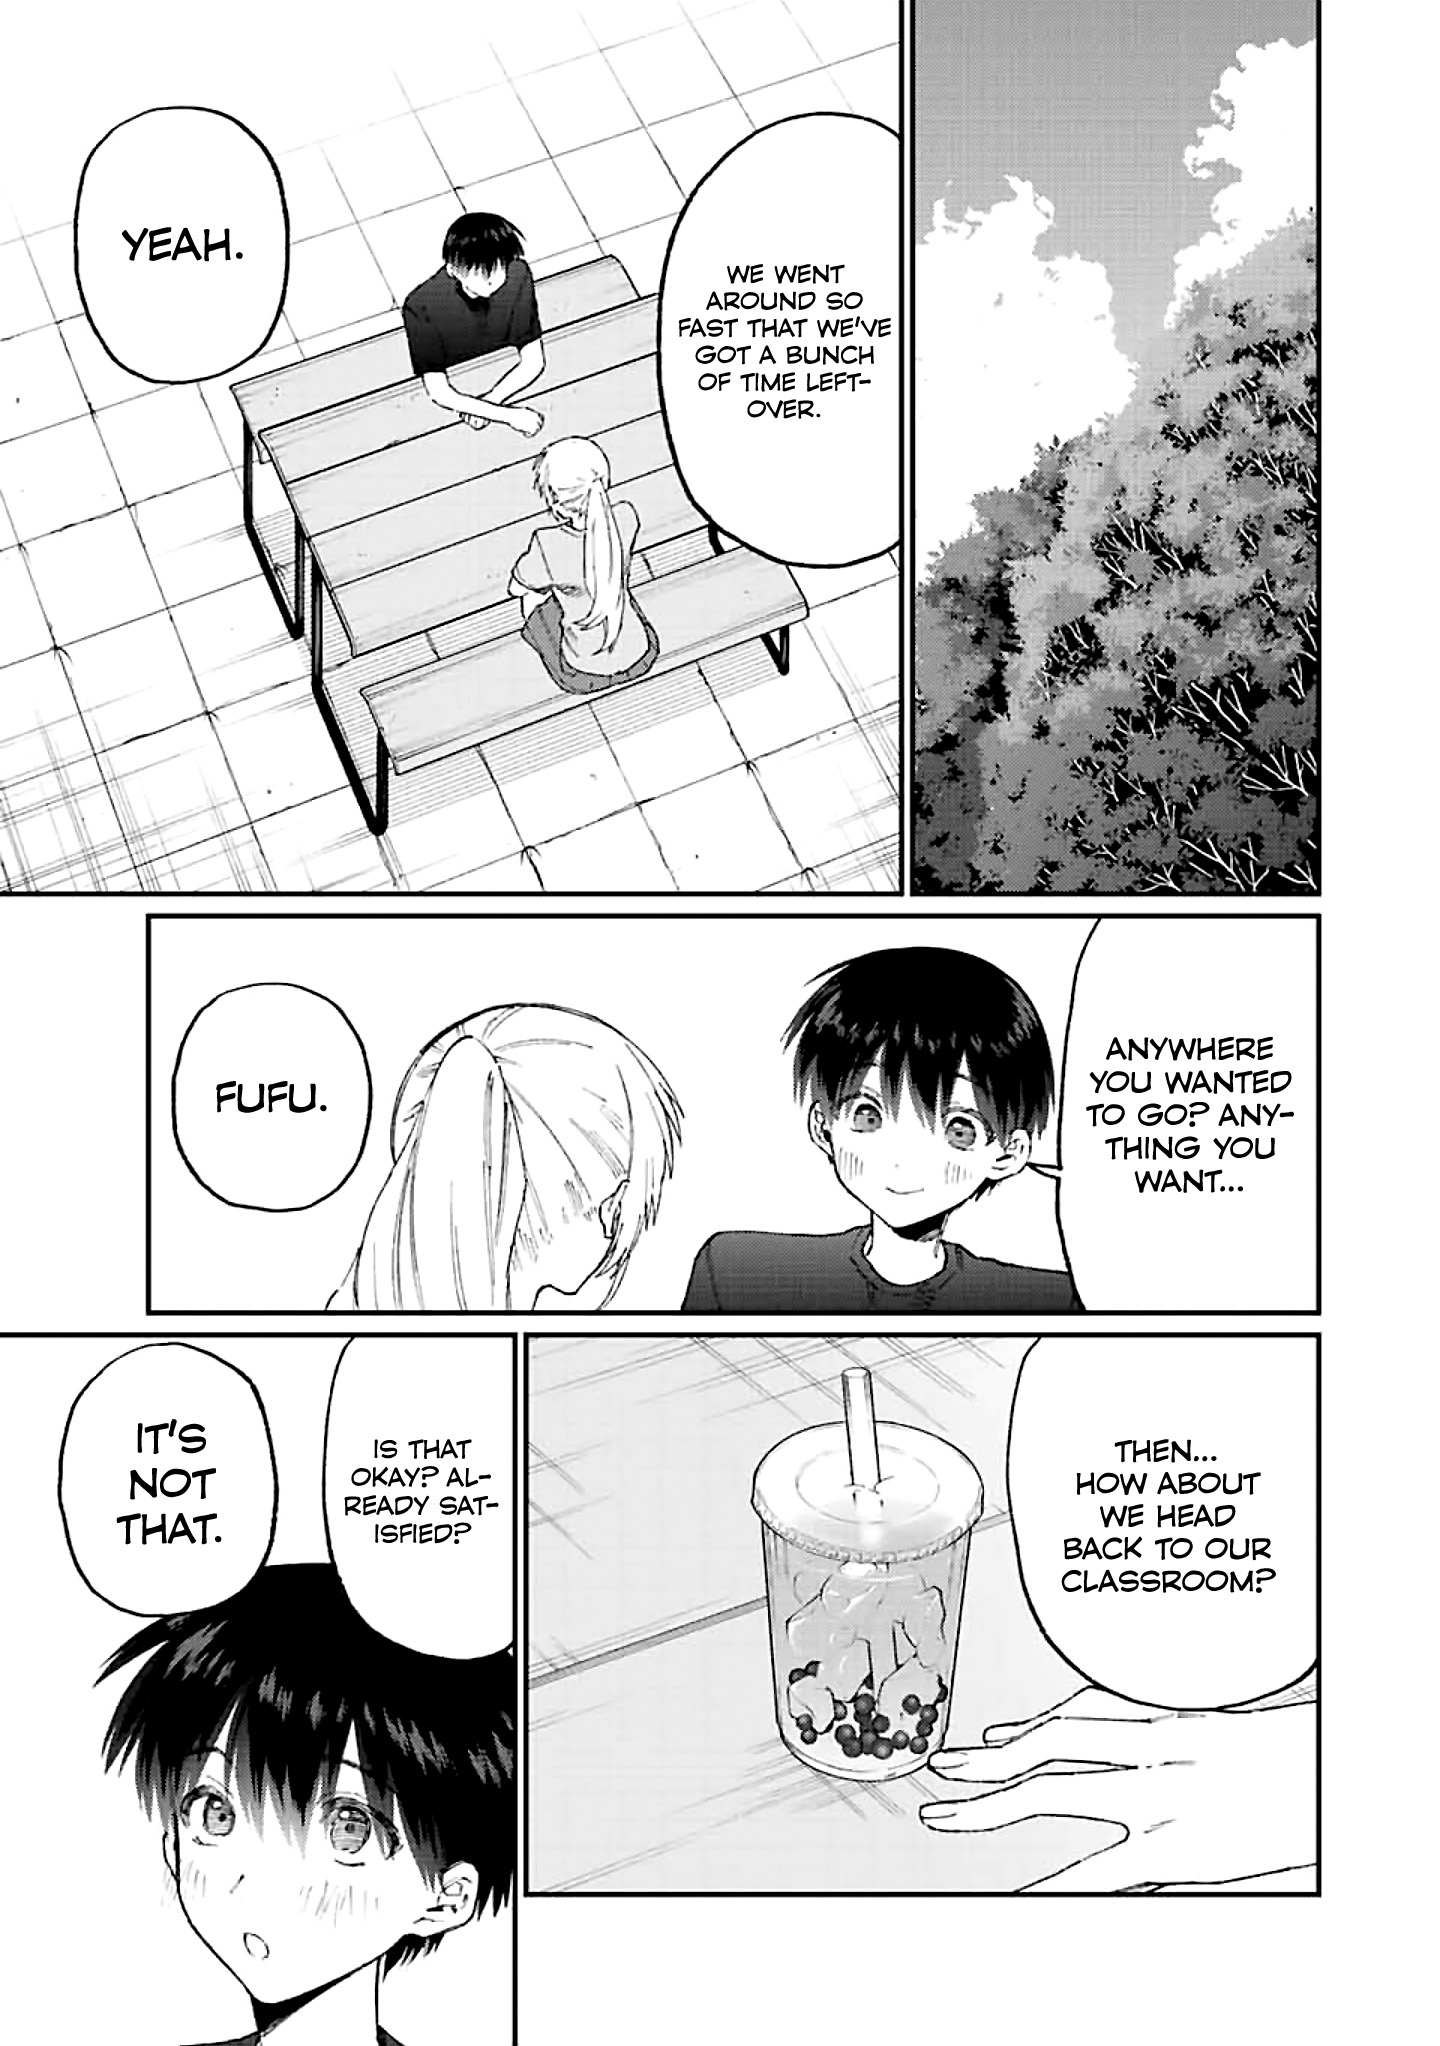 WE WENT
AROUND SO
FAST THAT WE'VE
GOT A BUNCH
OF TIME LEFT-
OVER.
YEAH.
ANYWHERE
YOU WANTED
TO GO? ANY-
THING YOU
WANT...
FUFU.
THEN...
HOW ABOUT
WE HEAD
BACK TO OUR
CLASSROOM?
IS THAT
OKAY? AL-
READY SAT-
ISFIED?
IT'S
NOT
THAT.